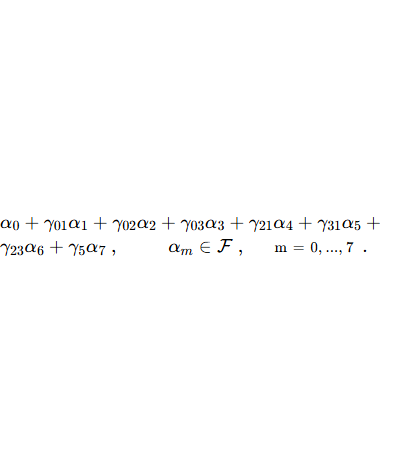 α₀ + γ₀₁α₁ + γ₀₂α₂ + γ₀₃α₃ + γ₂₁α₄ + γ₃₁α₅ +
γ₂₃α₆ + γ₅α₇ , αₘ ∈ ℱ , m = 0, ..., 7 .